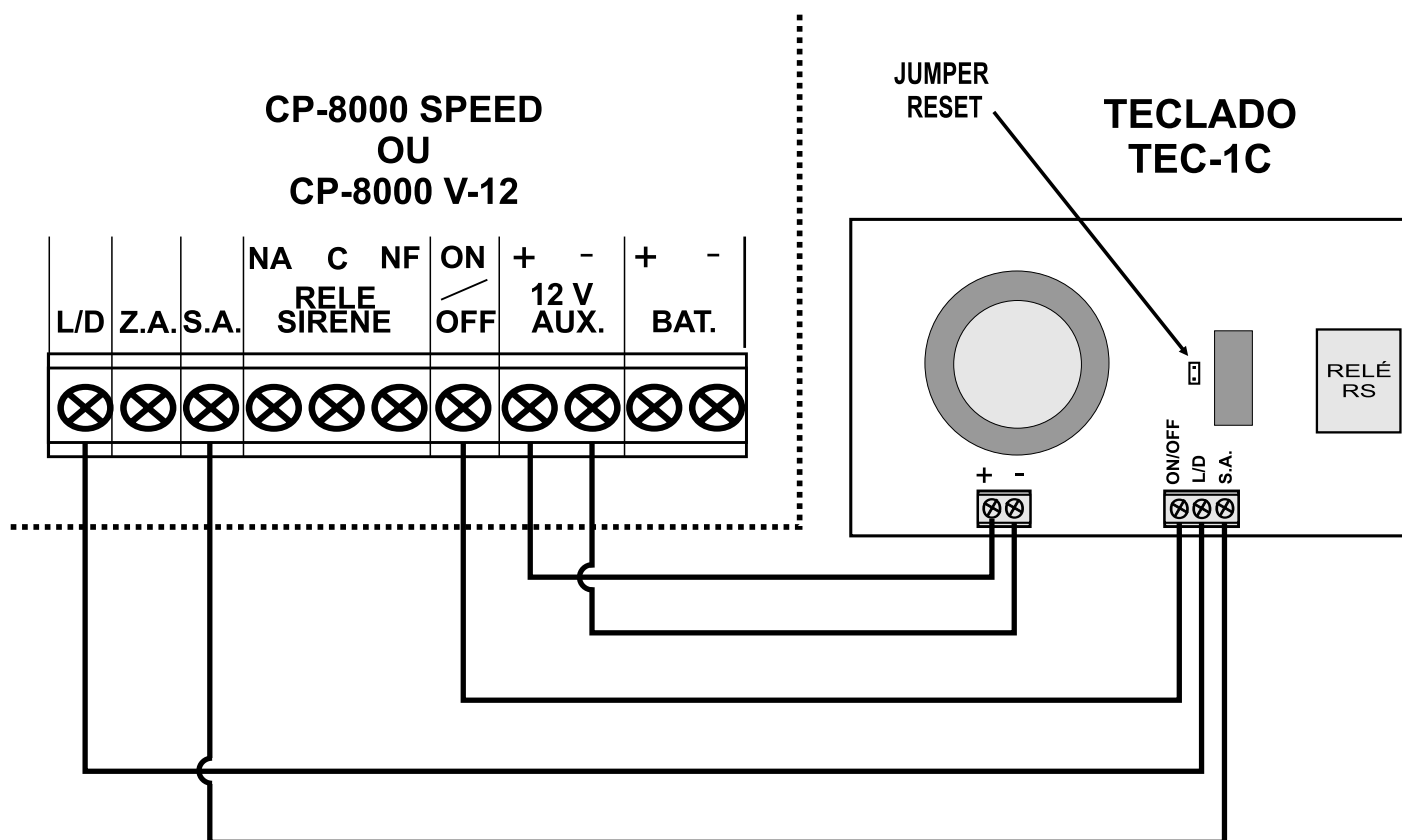 CP-8000 SPEED
OU
CP-8000 V-12
JUMPER
RESET
TECLADO
TEC-1C
NA C NF ON + - + -
RELE 12 V
L/D Z.A. S.A. SIRENE OFF AUX. BAT.
RELÉ
RS
ON/OFF
L/D
S.A.
+ -